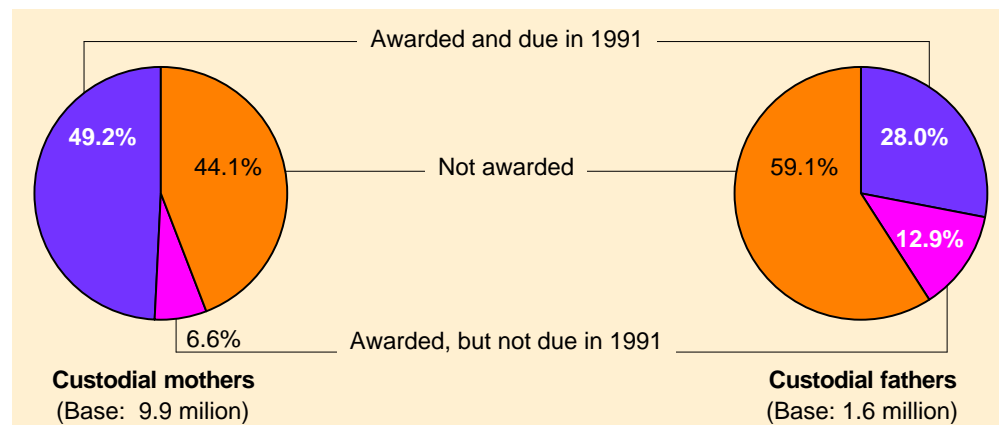 Awarded and due in 1991
49.2%
44.1%
28.0%
Not awarded
59.1%
12.9%
6.6%
Awarded, but not due in 1991
Custodial mothers
(Base: 9.9 milion)
Custodial fathers
(Base: 1.6 million)